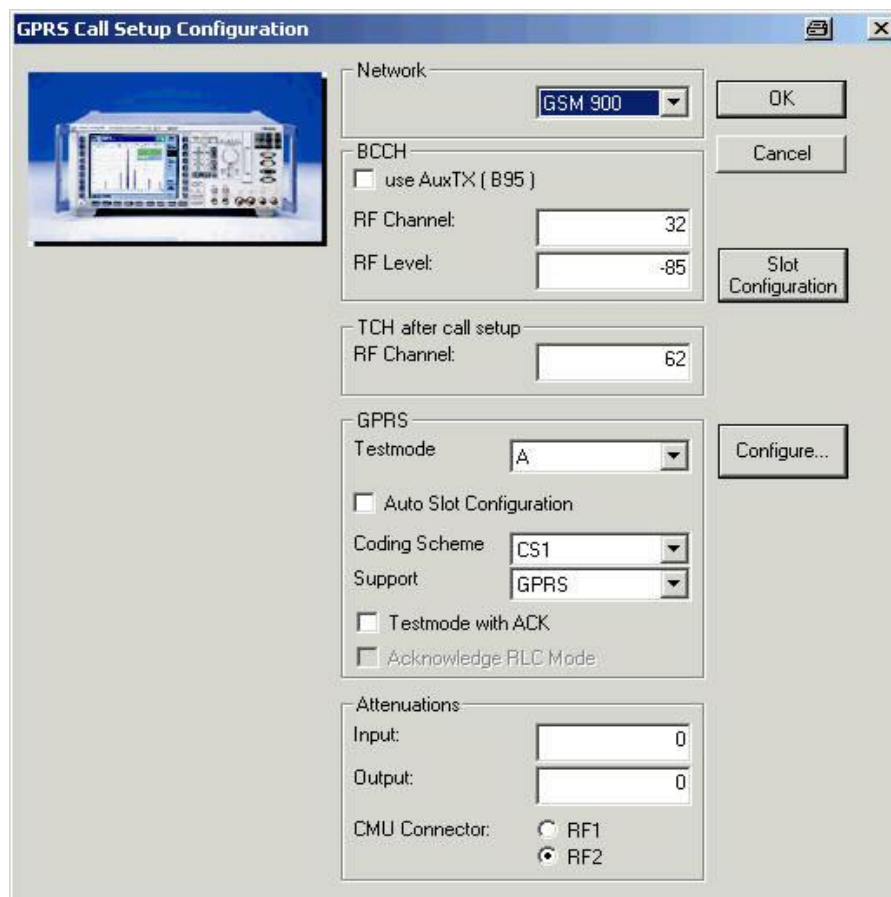 GPRS Call Setup Configuration
Network
GSM 900
OK
BCCH
Cancel
use AuxTX ( B95 )
RF Channel: 32
RF Level: -85
Slot
Configuration
TCH after call setup
RF Channel: 62
GPRS
Testmode A
Configure...
Auto Slot Configuration
Coding Scheme CS1
Support GPRS
Testmode with ACK
Acknowledge RLC Mode
Attenuations
Input: 0
Output: 0
CMU Connector: RF1
RF2